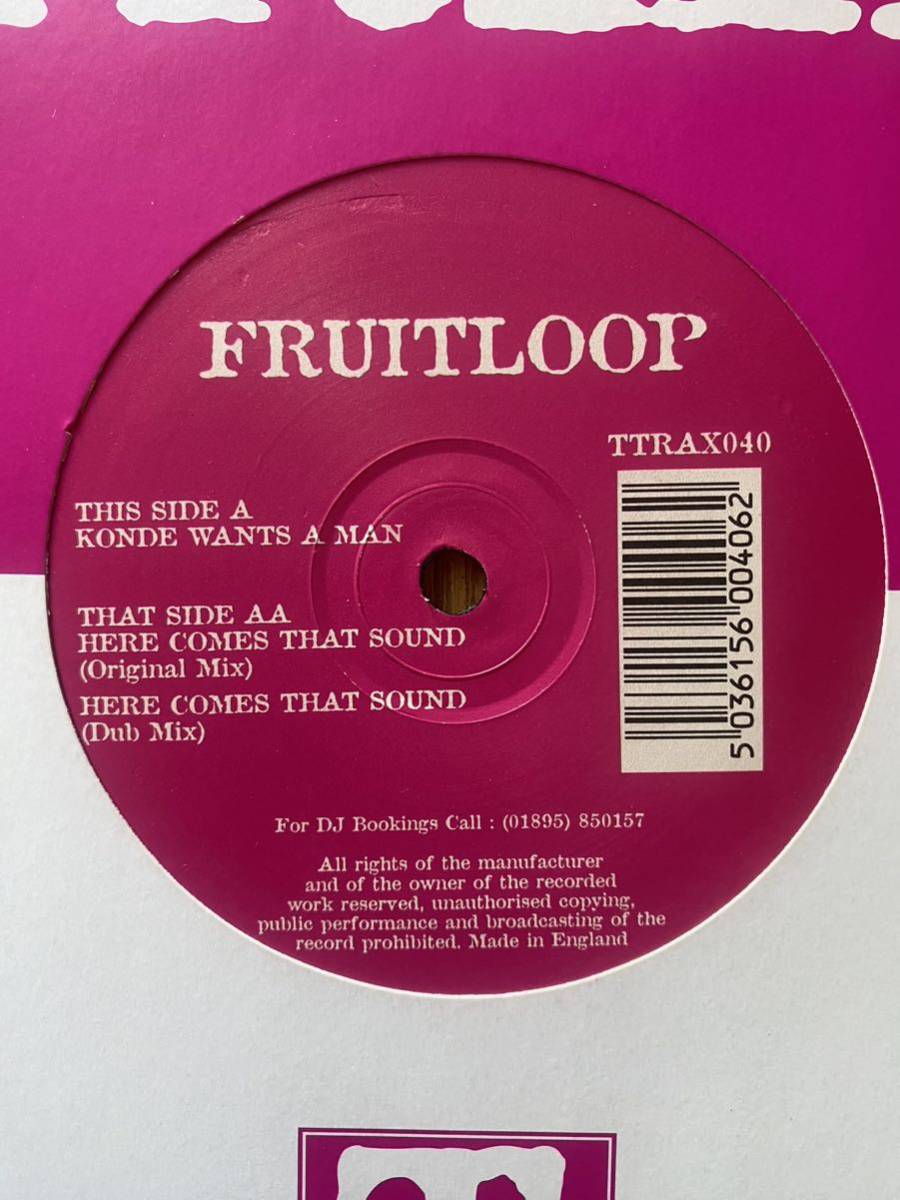 FRUITLOOP
TTRAX040
THIS SIDE A
KONDE WANTS A MAN
THAT SIDE AA
HERE COMES THAT SOUND
(Original Mix)
HERE COMES THAT SOUND
(Dub Mix)
5 036156 004062
For DJ Bookings Call : (01895) 850157
All rights of the manufacturer
and of the owner of the recorded
work reserved, unauthorised copying,
public performance and broadcasting of the
record prohibited. Made in England